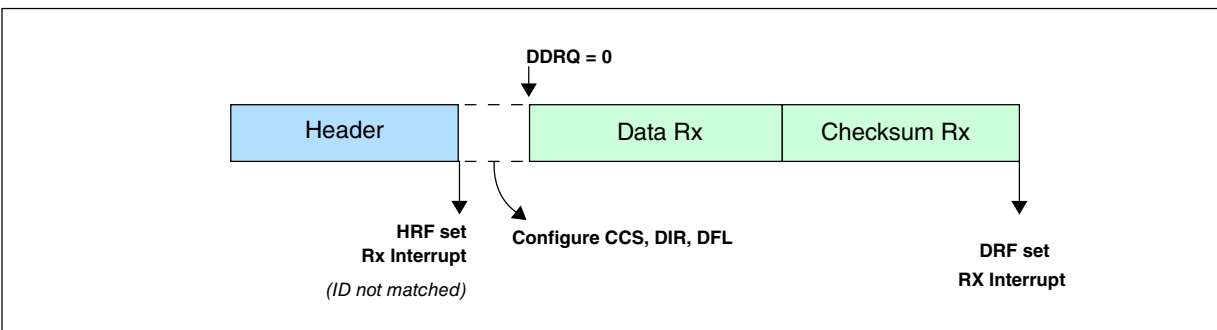 DDRQ = 0
Header
Data Rx
Checksum Rx
HRF set
Rx Interrupt
(ID not matched)
Configure CCS, DIR, DFL
DRF set
RX Interrupt